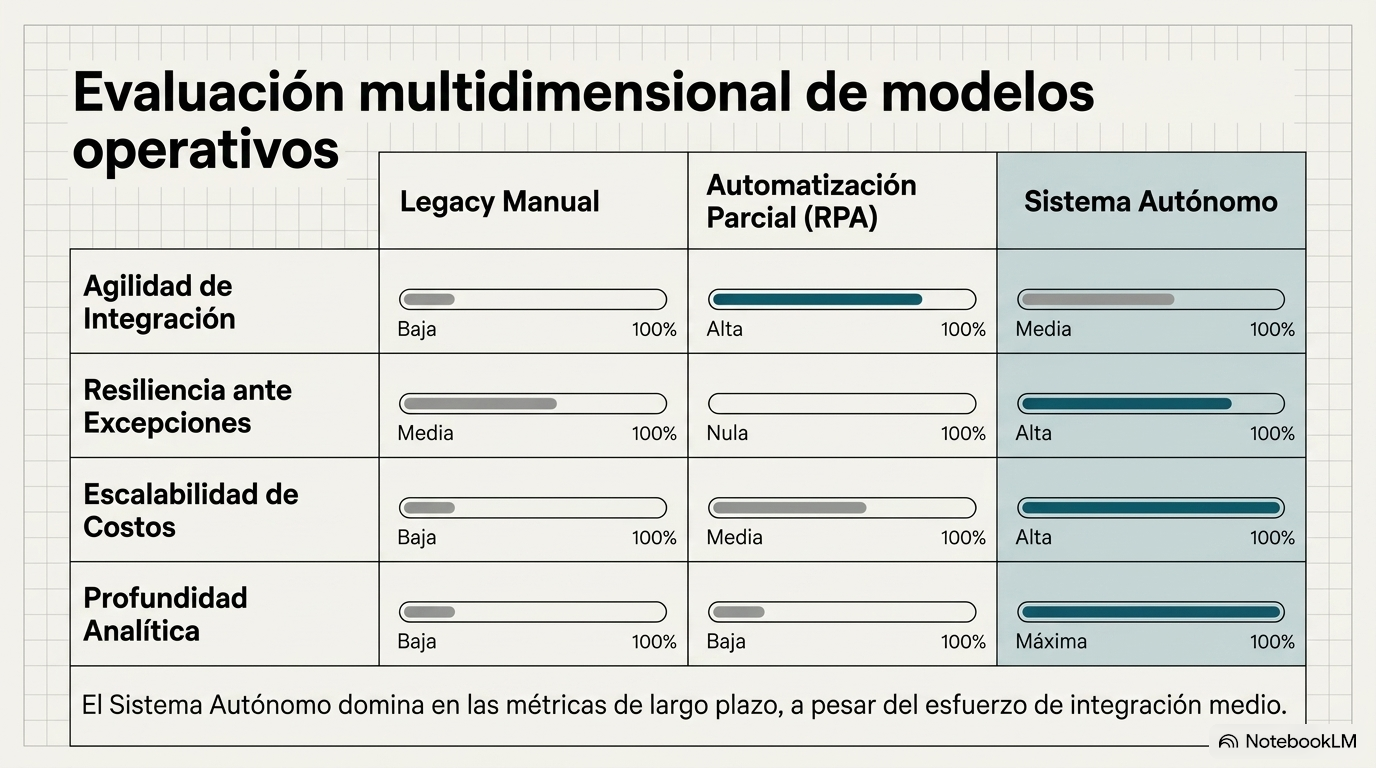 Evaluación multidimensional de modelos
operativos
Legacy Manual
Automatización
Parcial (RPA)
Sistema Autónomo
Agilidad de
Integración
Baja 100%
Alta 100%
Media 100%
Resiliencia ante
Excepciones
Media 100%
Nula 100%
Alta 100%
Escalabilidad de
Costos
Baja 100%
Media 100%
Alta 100%
Profundidad
Analítica
Baja 100%
Baja 100%
Máxima 100%
El Sistema Autónomo domina en las métricas de largo plazo, a pesar del esfuerzo de integración medio.
NotebookLM